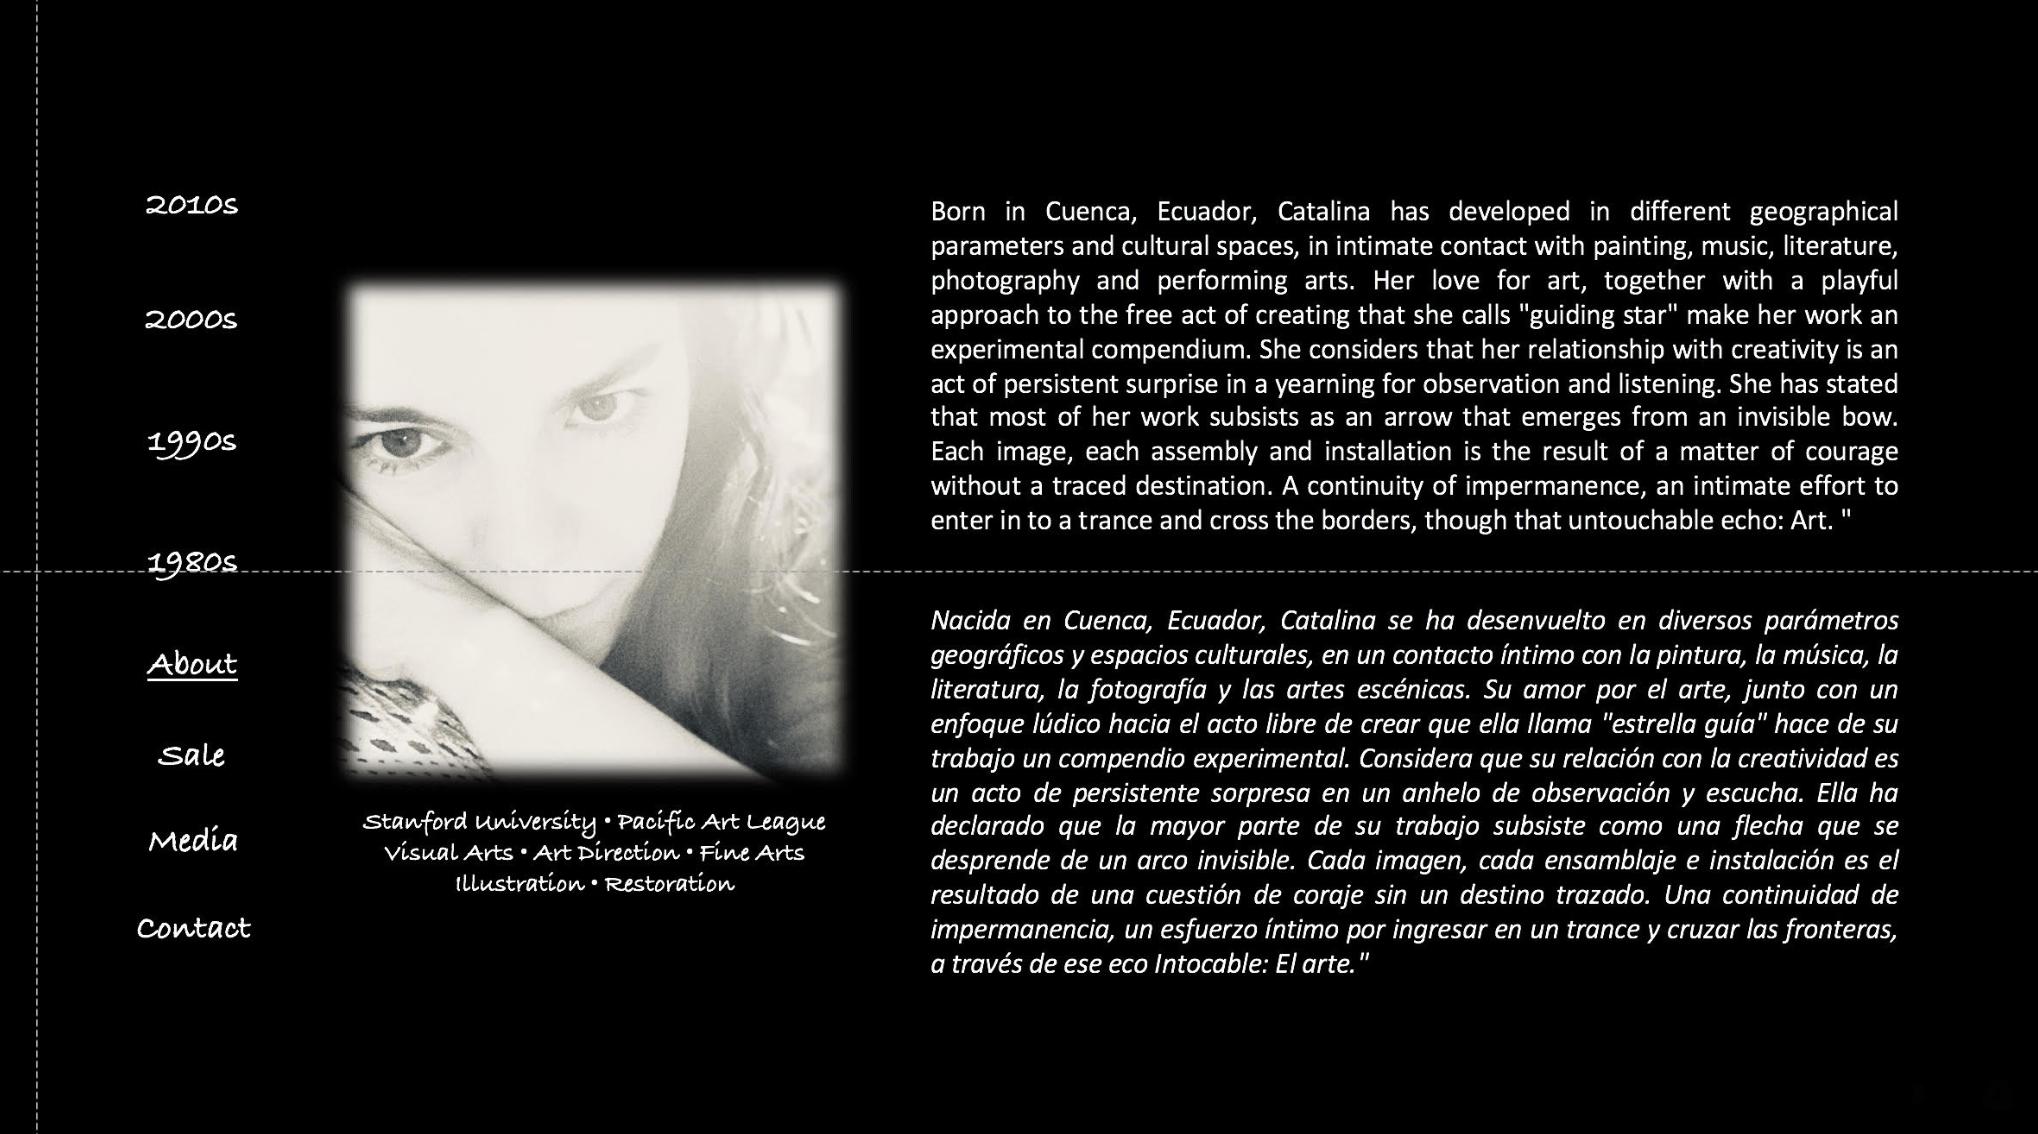 2010s
2000s
1990s
1980s
About
Sale
Media
Contact
Stanford University • Pacific Art League
Visual Arts • Art Direction • Fine Arts
Illustration • Restoration
Born in Cuenca, Ecuador, Catalina has developed in different geographical
parameters and cultural spaces, in intimate contact with painting, music, literature,
photography and performing arts. Her love for art, together with a playful
approach to the free act of creating that she calls "guiding star" make her work an
experimental compendium. She considers that her relationship with creativity is an
act of persistent surprise in a yearning for observation and listening. She has stated
that most of her work subsists as an arrow that emerges from an invisible bow.
Each image, each assembly and installation is the result of a matter of courage
without a traced destination. A continuity of impermanence, an intimate effort to
enter in to a trance and cross the borders, though that untouchable echo: Art. "
Nacida en Cuenca, Ecuador, Catalina se ha desenvuelto en diversos parámetros
geográficos y espacios culturales, en un contacto íntimo con la pintura, la música, la
literatura, la fotografía y las artes escénicas. Su amor por el arte, junto con un
enfoque lúdico hacia el acto libre de crear que ella llama "estrella guía" hace de su
trabajo un compendio experimental. Considera que su relación con la creatividad es
un acto de persistente sorpresa en un anhelo de observación y escucha. Ella ha
declarado que la mayor parte de su trabajo subsiste como una flecha que se
desprende de un arco invisible. Cada imagen, cada ensamblaje e instalación es el
resultado de una cuestión de coraje sin un destino trazado. Una continuidad de
impermanencia, un esfuerzo íntimo por ingresar en un trance y cruzar las fronteras,
a través de ese eco Intocable: El arte."